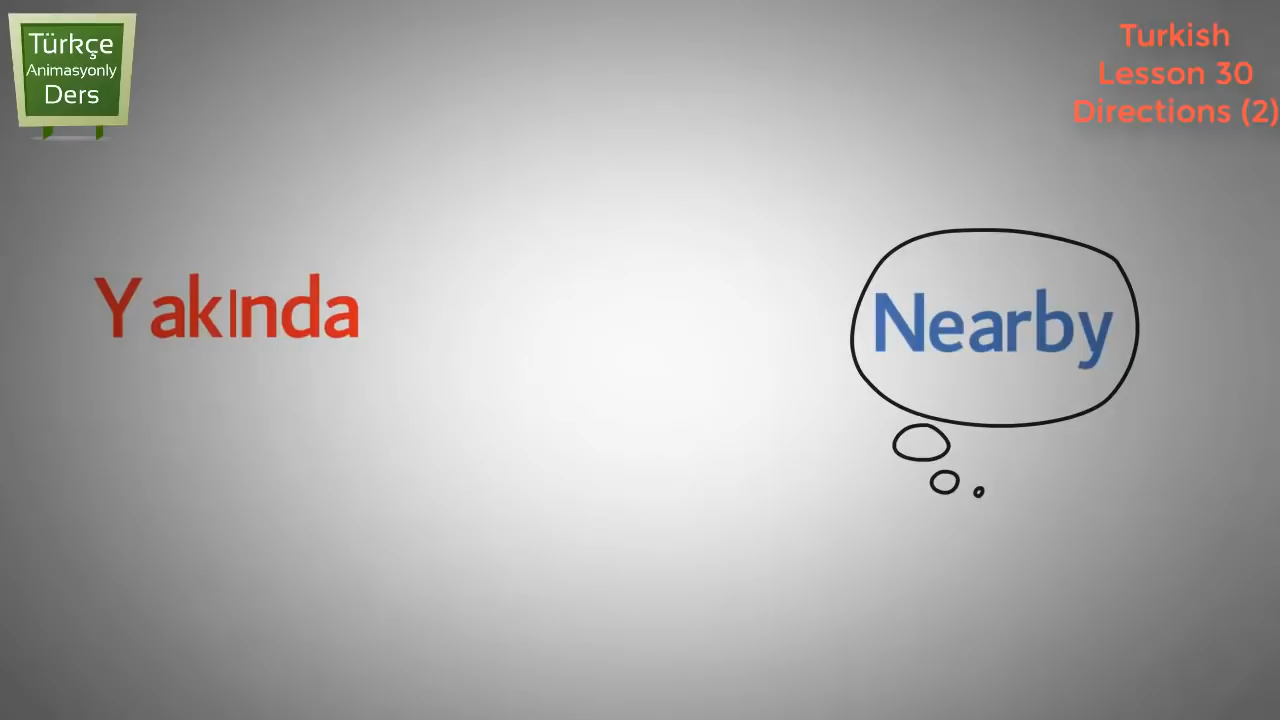 Türkçe
Animasyonly
Ders
Turkish
Lesson 30
Directions (2)
Yakında
Nearby